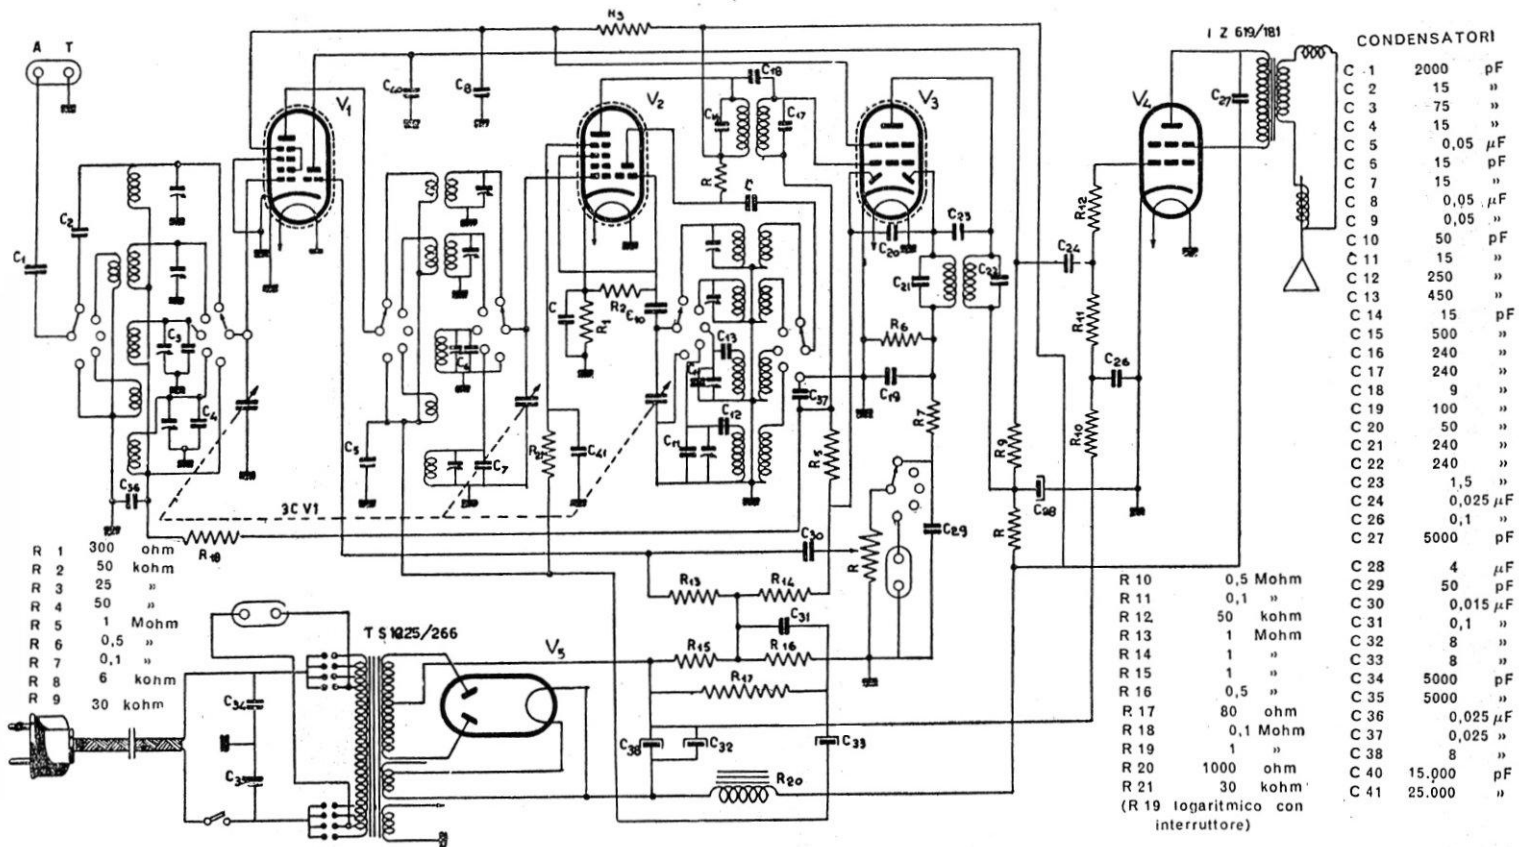 A T
R3
C18
V1
C40
C8
V2
C17
V3
1 Z 619/181
V4
C27
C2
C1
C3
C4
C36
C6
C5
C7
3C V1
R18
C
R1
R2
C10
R21
C41
R
C
C13
C11
C12
C11
C37
R5
C20
C23
C21
C22
R6
C19
R7
R9
R
C28
C24
R12
R11
C26
R10
C30
R
C29
R13
R14
C31
R15
R16
R17
C38
C32
C33
R20
TS1025/266
V5
C34
C35
R 1 300 ohm
R 2 50 kohm
R 3 25 »
R 4 50 »
R 5 1 Mohm
R 6 0,5 »
R 7 0,1 »
R 8 6 kohm
R 9 30 kohm
R 10 0,5 Mohm
R 11 0,1 »
R 12 50 kohm
R 13 1 Mohm
R 14 1 »
R 15 1 »
R 16 0,5 »
R 17 80 ohm
R 18 0,1 Mohm
R 19 1 »
R 20 1000 ohm
R 21 30 kohm
(R 19 logaritmico con
interruttore)
CONDENSATORI
C 1 2000 pF
C 2 15 »
C 3 75 »
C 4 15 »
C 5 0,05 µF
C 6 15 pF
C 7 15 »
C 8 0,05 µF
C 9 0,05 »
C 10 50 pF
C 11 15 »
C 12 250 »
C 13 450 »
C 14 15 pF
C 15 500 »
C 16 240 »
C 17 240 »
C 18 9 »
C 19 100 »
C 20 50 »
C 21 240 »
C 22 240 »
C 23 1,5 »
C 24 0,025 µF
C 26 0,1 »
C 27 5000 pF
C 28 4 µF
C 29 50 pF
C 30 0,015 µF
C 31 0,1 »
C 32 8 »
C 33 8 »
C 34 5000 pF
C 35 5000 »
C 36 0,025 µF
C 37 0,025 »
C 38 8 »
C 40 15.000 pF
C 41 25.000 »